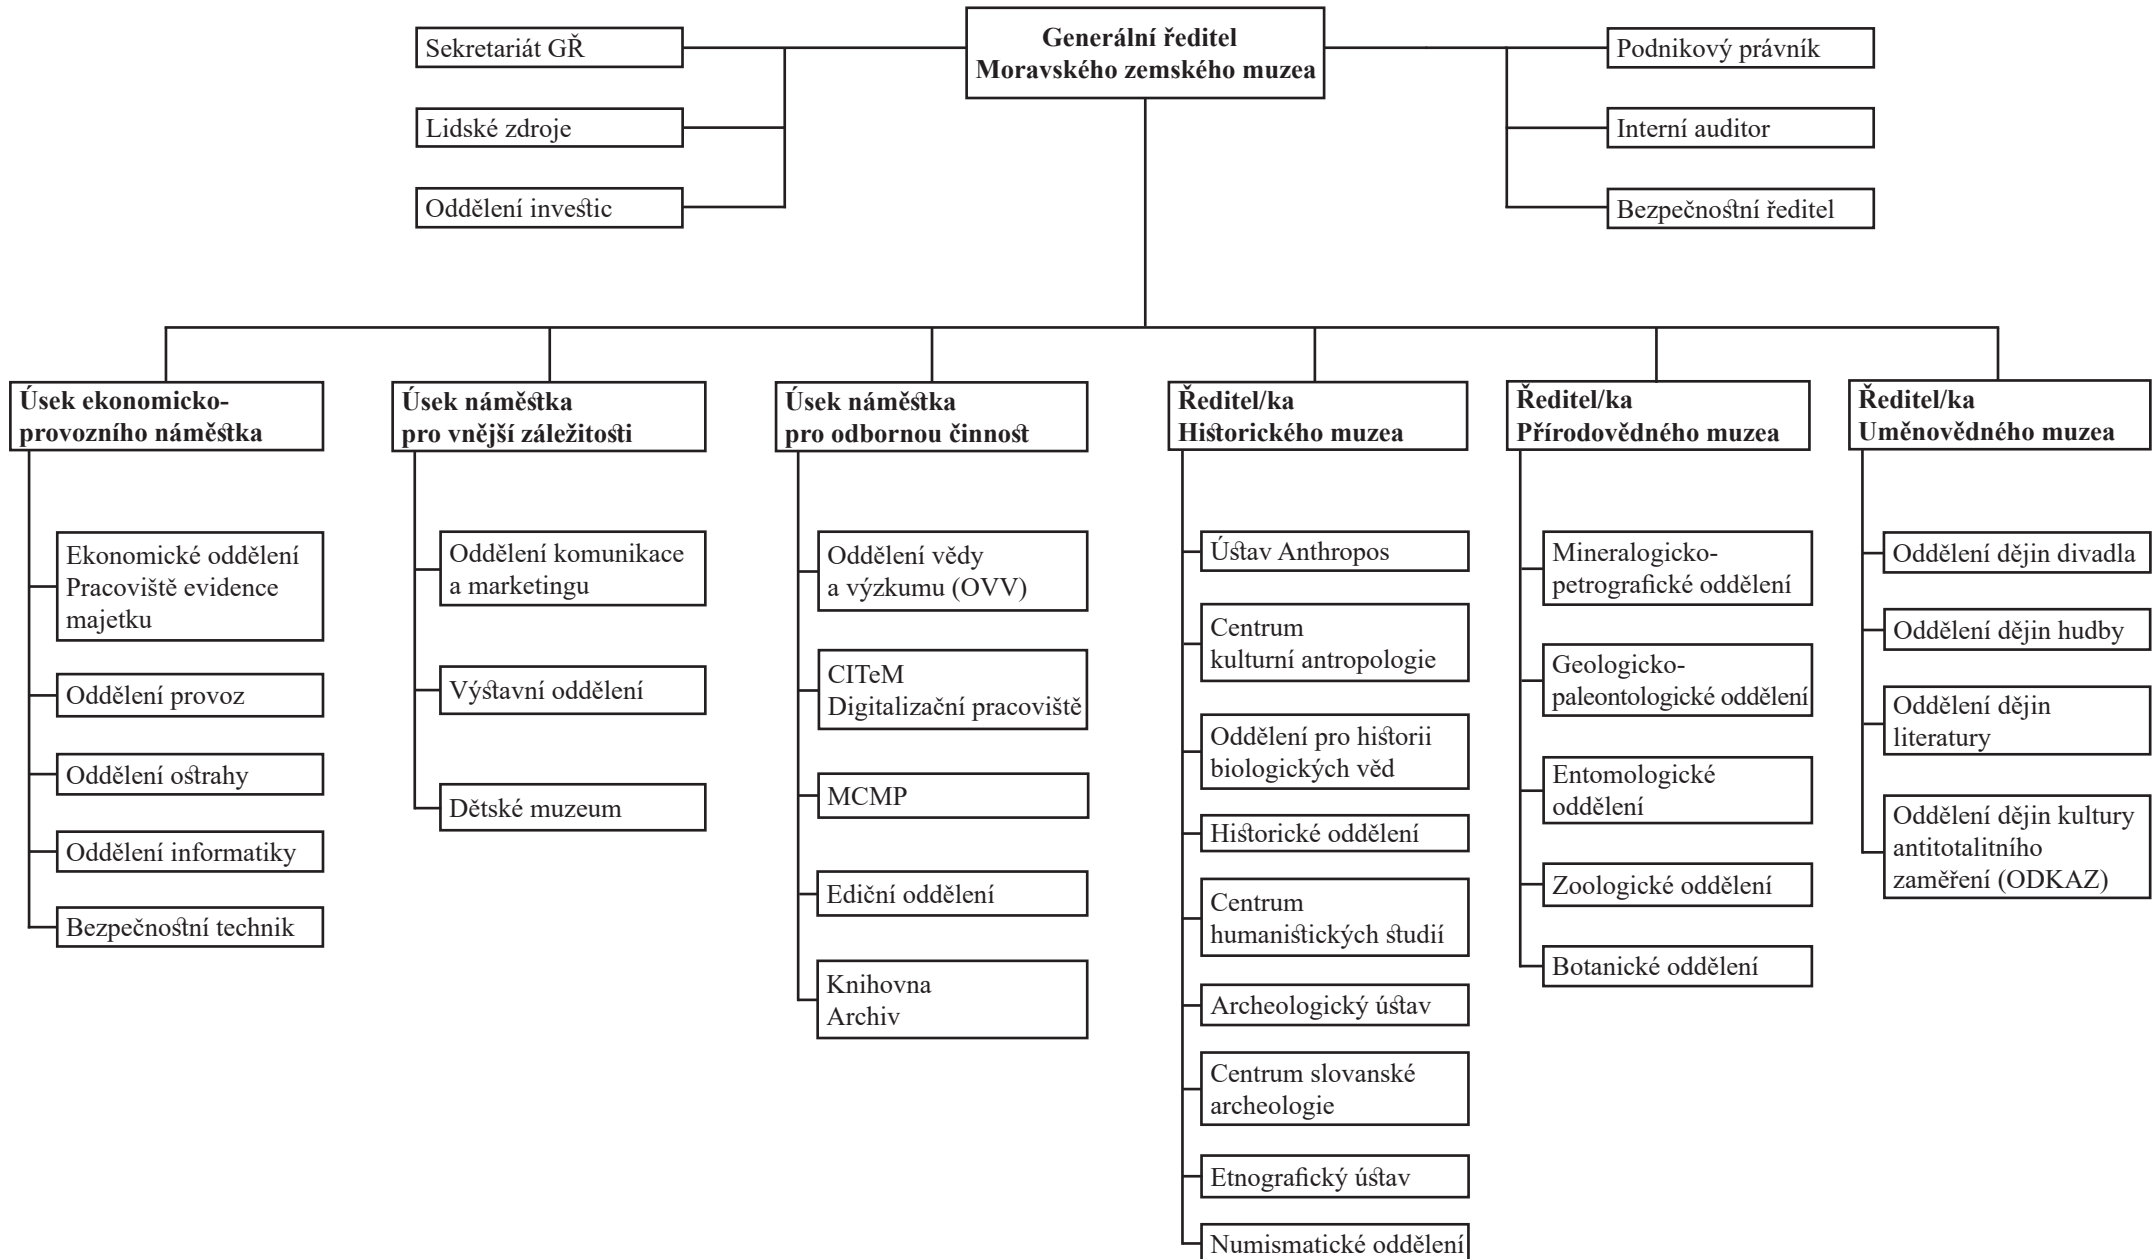 Generální ředitel
Moravského zemského muzea
Sekretariát GŘ
Lidské zdroje
Oddělení investic
Podnikový právník
Interní auditor
Bezpečnostní ředitel
Úsek ekonomicko-
provozního náměstka
Ekonomické oddělení
Pracoviště evidence
majetku
Oddělení provoz
Oddělení ostrahy
Oddělení informatiky
Bezpečnostní technik
Úsek náměstka
pro vnější záležitosti
Oddělení komunikace
a marketingu
Výstavní oddělení
Dětské muzeum
Úsek náměstka
pro odbornou činnost
Oddělení vědy
a výzkumu (OVV)
CITeM
Digitalizační pracoviště
MCMP
Ediční oddělení
Knihovna
Archiv
Ředitel/ka
Historického muzea
Ústav Anthropos
Centrum
kulturní antropologie
Oddělení pro historii
biologických věd
Historické oddělení
Centrum
humanistických studií
Archeologický ústav
Centrum slovanské
archeologie
Etnografický ústav
Numismatické oddělení
Ředitel/ka
Přírodovědného muzea
Mineralogicko-
petrografické oddělení
Geologicko-
paleontologické oddělení
Entomologické
oddělení
Zoologické oddělení
Botanické oddělení
Ředitel/ka
Uměnovědného muzea
Oddělení dějin divadla
Oddělení dějin hudby
Oddělení dějin
literatury
Oddělení dějin kultury
antitotalitního
zaměření (ODKAZ)